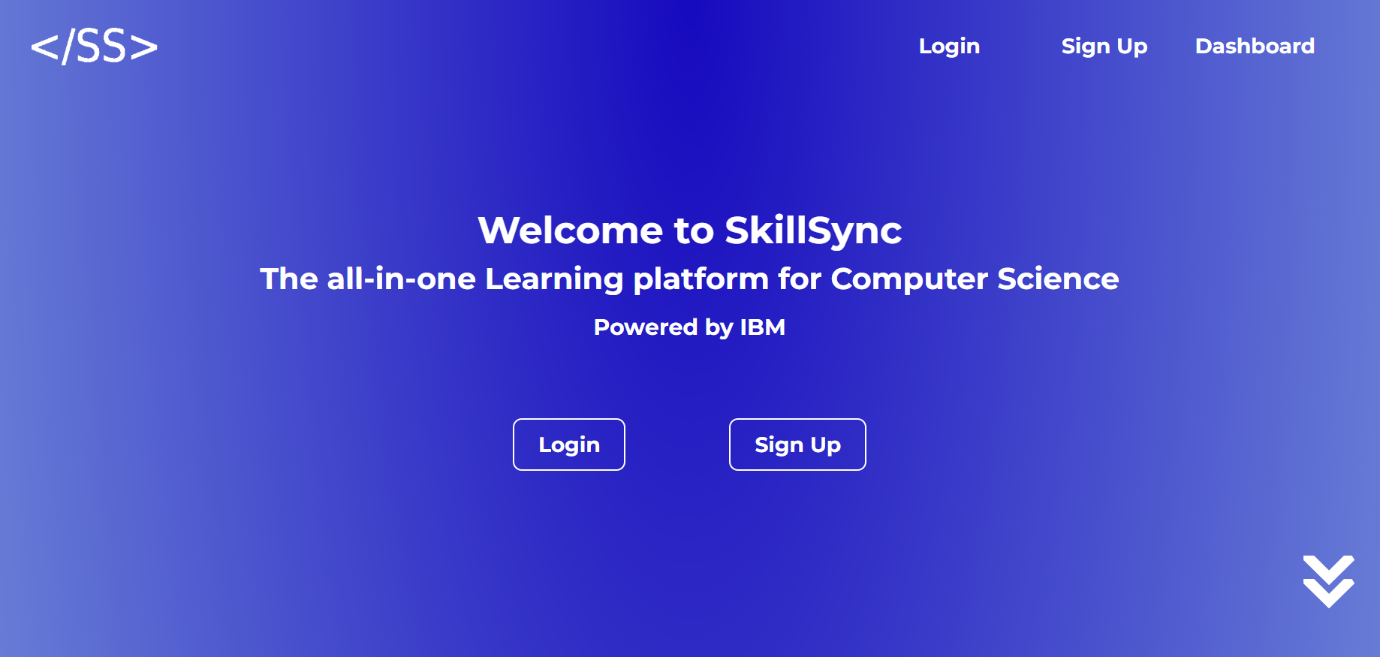 </SS>
Login Sign Up Dashboard
Welcome to SkillSync
The all-in-one Learning platform for Computer Science
Powered by IBM
Login Sign Up